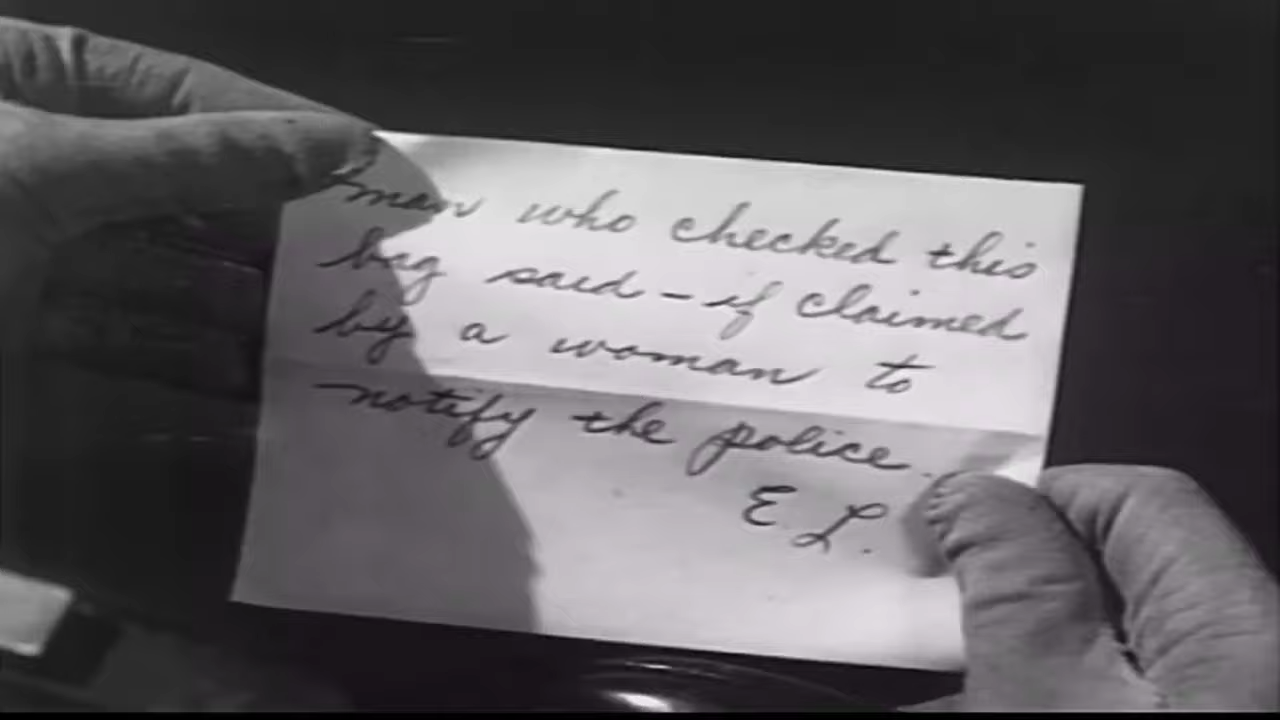 man who checked this
bag said - if claimed
by a woman to
notify the police.
E L.